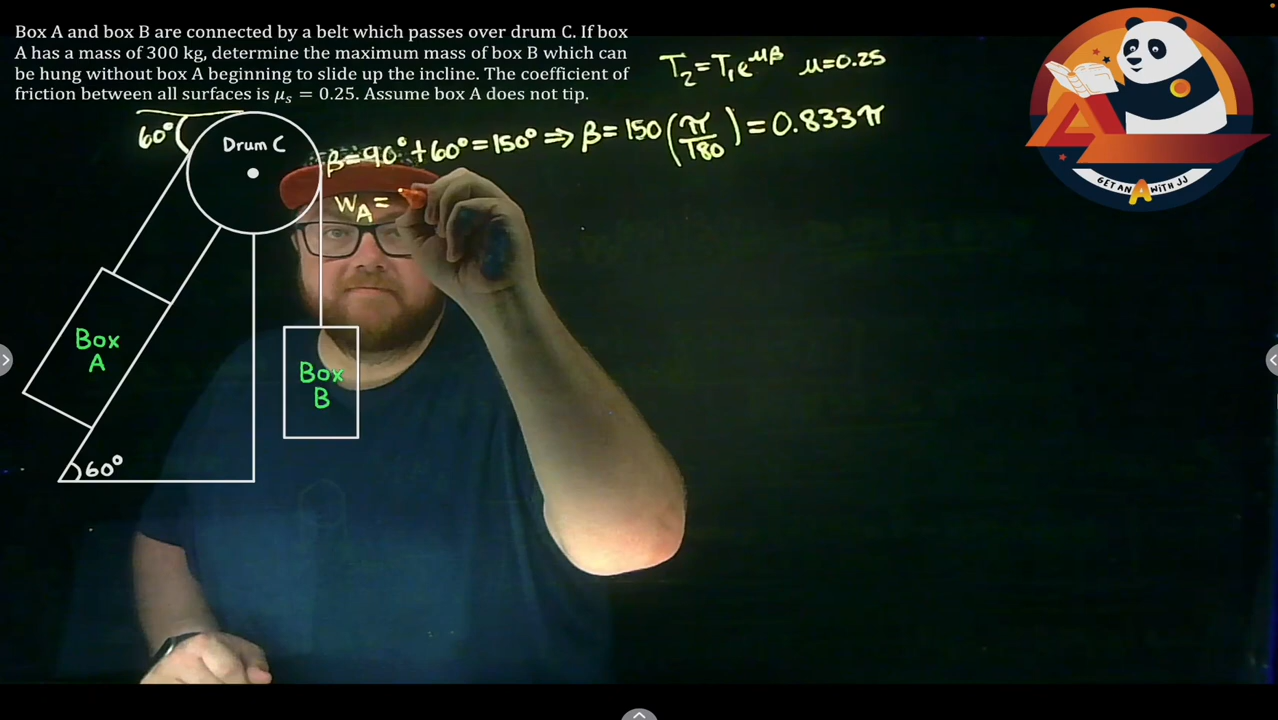 Box A and box B are connected by a belt which passes over drum C. If box
A has a mass of 300 kg, determine the maximum mass of box B which can
be hung without box A beginning to slide up the incline. The coefficient of
friction between all surfaces is μₛ = 0.25. Assume box A does not tip.
T₂=T₁e^μβ μ=0.25
60°
Drum C
β=90°+60°=150° ⇒ β=150(π/180)=0.833π
W_A=
Box
A
Box
B
60°
GET AN A WITH JJ